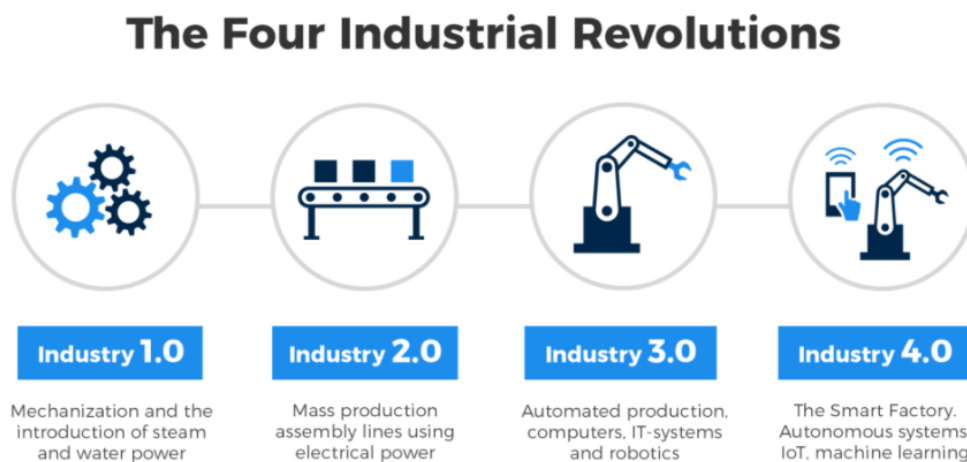 The Four Industrial Revolutions
Industry 1.0
Mechanization and the
introduction of steam
and water power
Industry 2.0
Mass production
assembly lines using
electrical power
Industry 3.0
Automated production,
computers, IT-systems
and robotics
Industry 4.0
The Smart Factory.
Autonomous systems
IoT, machine learning